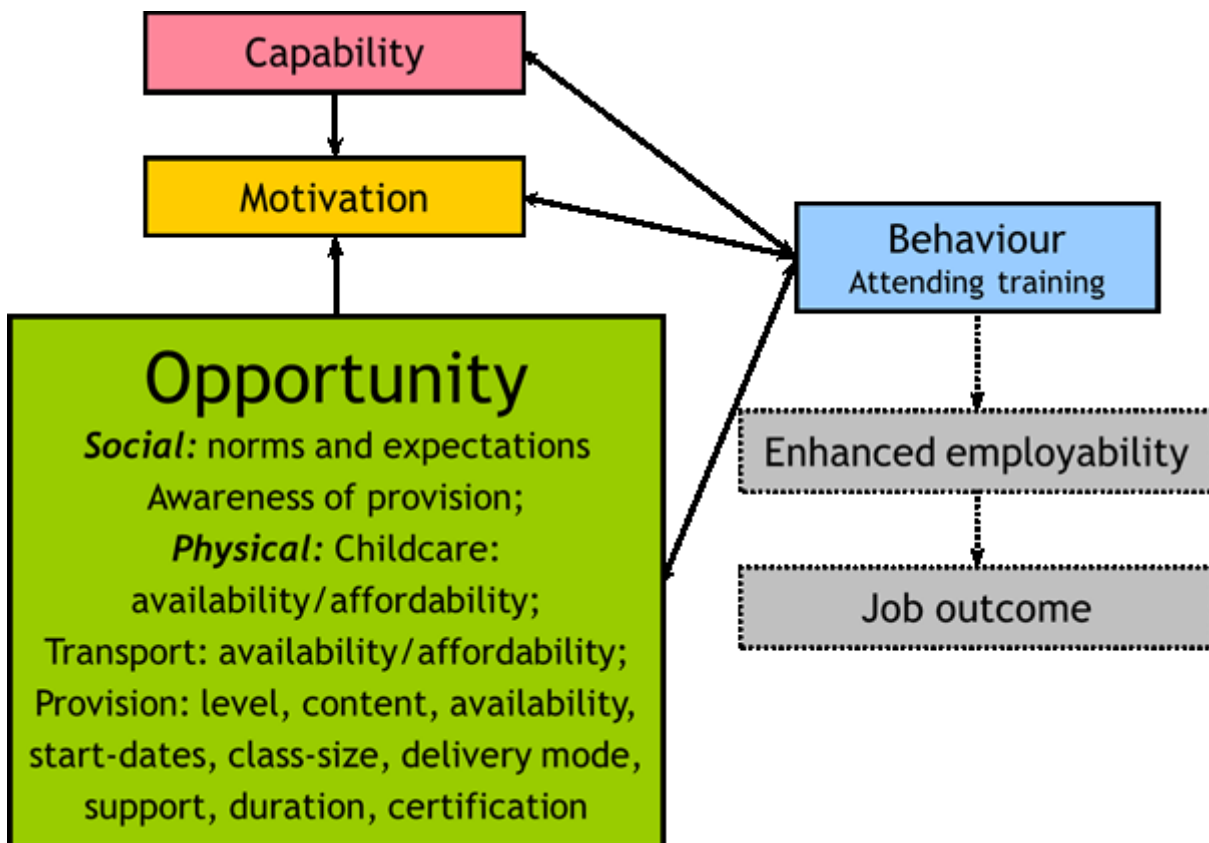 Capability
Motivation
Opportunity
Social: norms and expectations
Awareness of provision;
Physical: Childcare:
availability/affordability;
Transport: availability/affordability;
Provision: level, content, availability,
start-dates, class-size, delivery mode,
support, duration, certification
Behaviour
Attending training
Enhanced employability
Job outcome